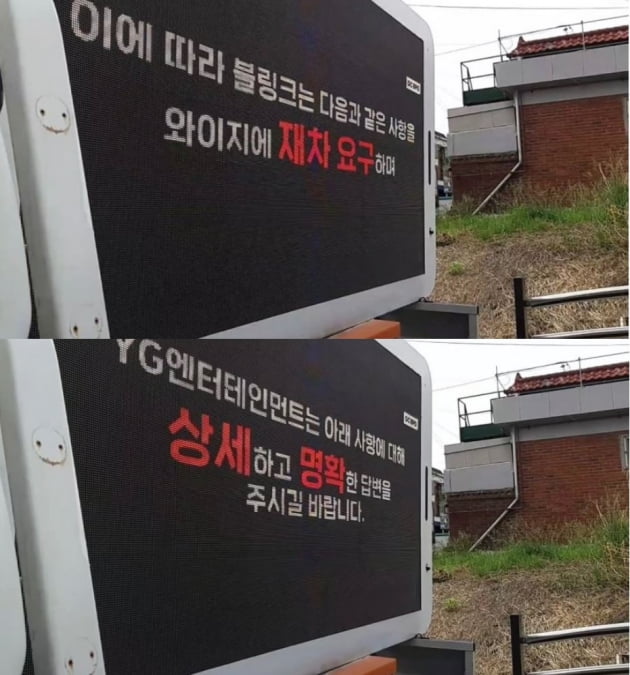 이에 따라 블링크는 다음과 같은 사항을
와이지에 재차 요구하며
YG엔터테인먼트는 아래 사항에 대해
상세하고 명확한 답변을
주시길 바랍니다.